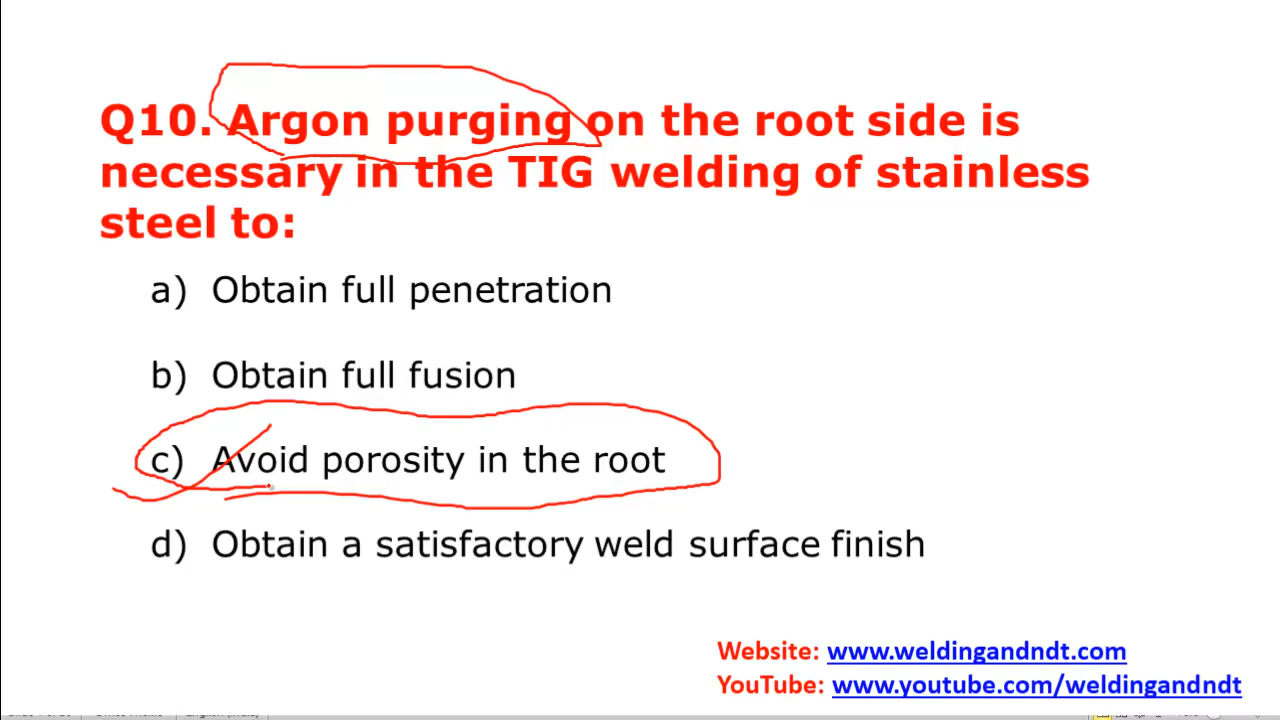 Q10. Argon purging on the root side is
necessary in the TIG welding of stainless
steel to:
a) Obtain full penetration
b) Obtain full fusion
c) Avoid porosity in the root
d) Obtain a satisfactory weld surface finish
Website: www.weldingandndt.com
YouTube: www.youtube.com/weldingandndt